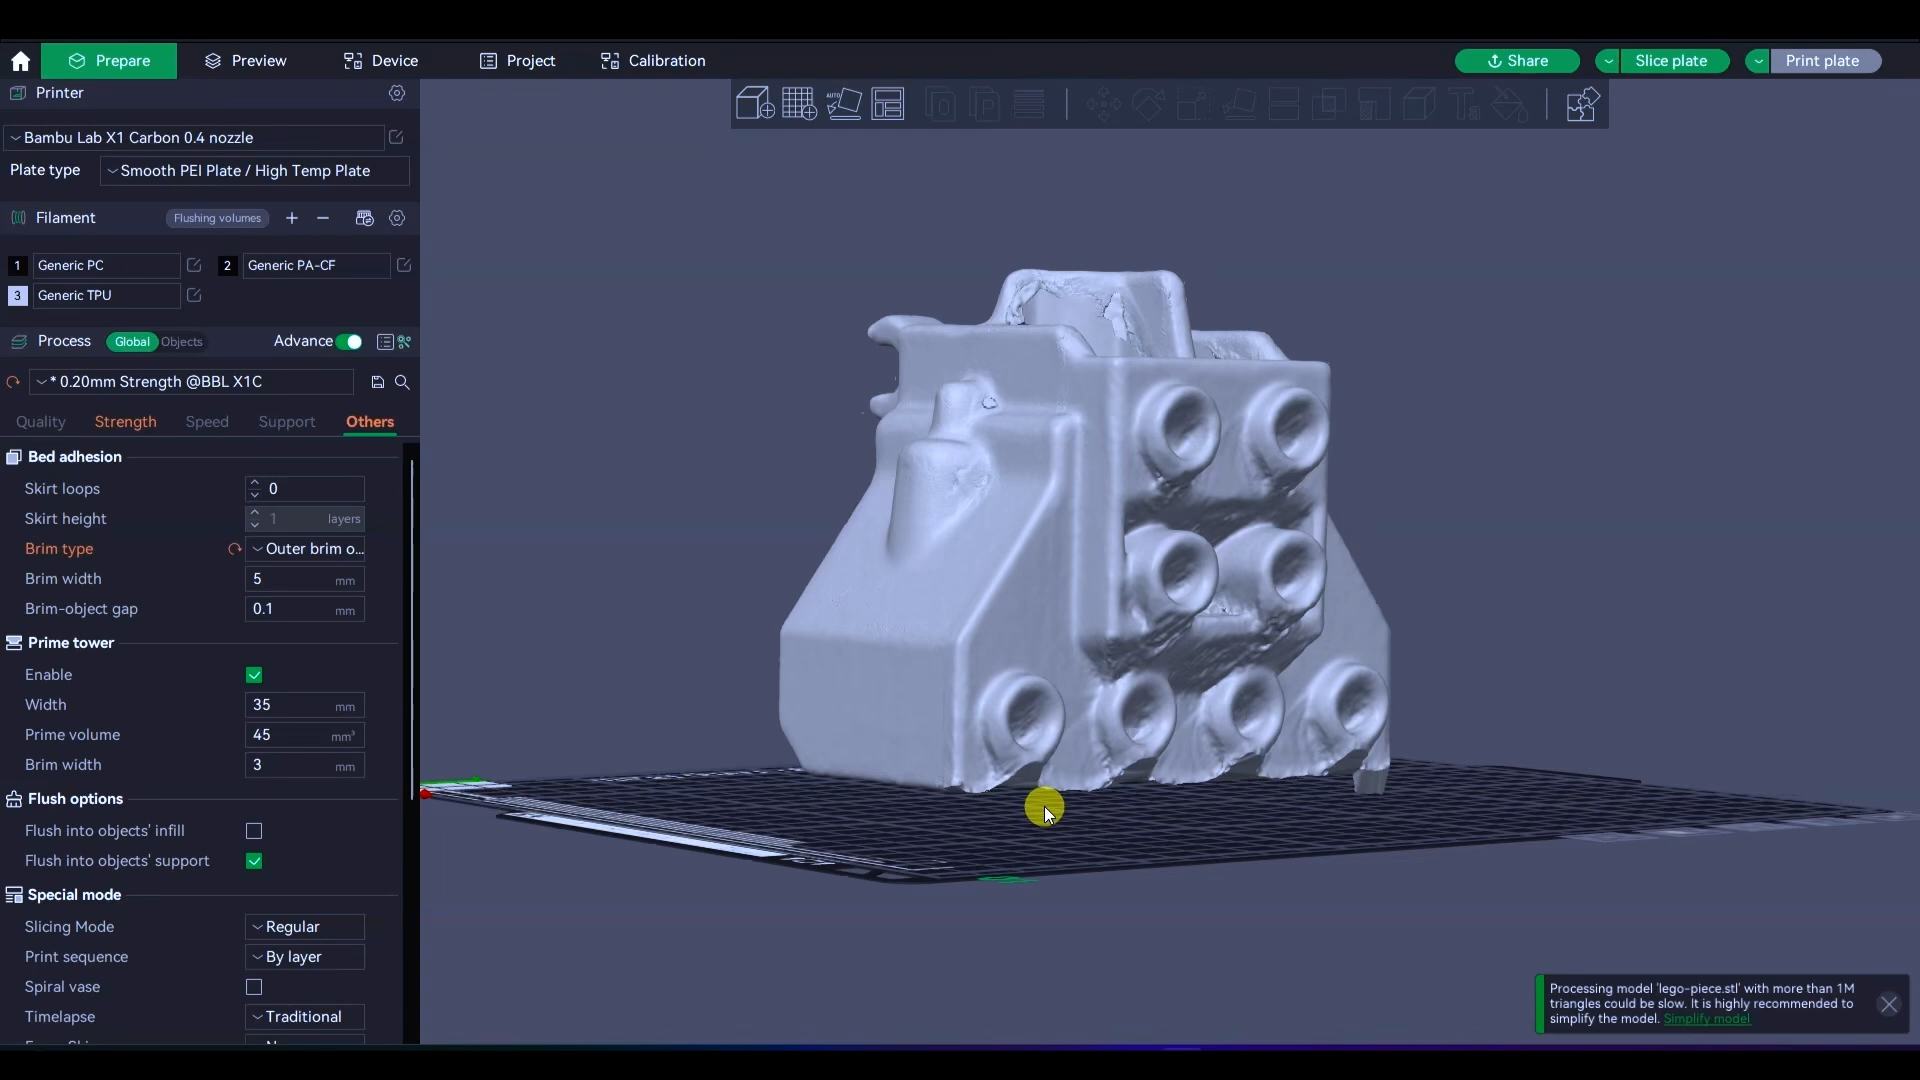 Prepare
Preview
Device
Project
Calibration
Share
Slice plate
Print plate
Printer
Bambu Lab X1 Carbon 0.4 nozzle
Plate type
Smooth PEI Plate / High Temp Plate
Filament
Flushing volumes
1 Generic PC
2 Generic PA-CF
3 Generic TPU
Process
Global
Objects
Advance
* 0.20mm Strength @BBL X1C
Quality
Strength
Speed
Support
Others
Bed adhesion
Skirt loops 0
Skirt height 1 layers
Brim type Outer brim o...
Brim width 5 mm
Brim-object gap 0.1 mm
Prime tower
Enable
Width 35 mm
Prime volume 45 mm³
Brim width 3 mm
Flush options
Flush into objects' infill
Flush into objects' support
Special mode
Slicing Mode Regular
Print sequence By layer
Spiral vase
Timelapse Traditional
AUTO
Processing model 'lego-piece.stl' with more than 1M
triangles could be slow. It is highly recommended to
simplify the model. Simplify model